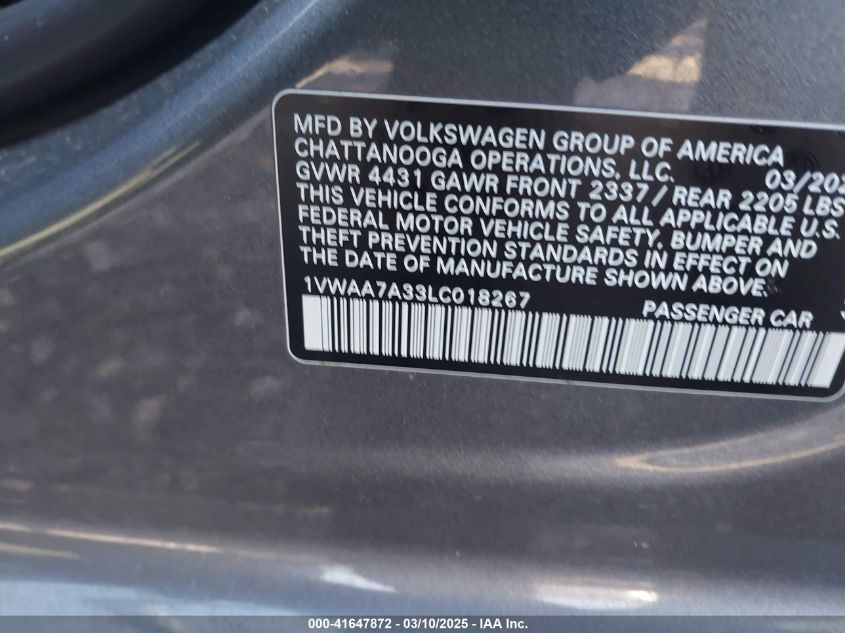 MFD BY VOLKSWAGEN GROUP OF AMERICA
CHATTANOOGA OPERATIONS, LLC. 03/202
GVWR 4431 GAWR FRONT 2337/ REAR 2205 LBS
THIS VEHICLE CONFORMS TO ALL APPLICABLE U.S.
FEDERAL MOTOR VEHICLE SAFETY, BUMPER AND
THEFT PREVENTION STANDARDS IN EFFECT ON
THE DATE OF MANUFACTURE SHOWN ABOVE.
1VWAA7A33LC018267 PASSENGER CAR
000-41647872 — 03/10/2025 — IAA Inc.